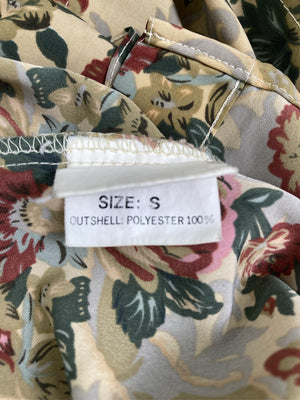 SIZE: S
OUTSHELL: POLYESTER 100%